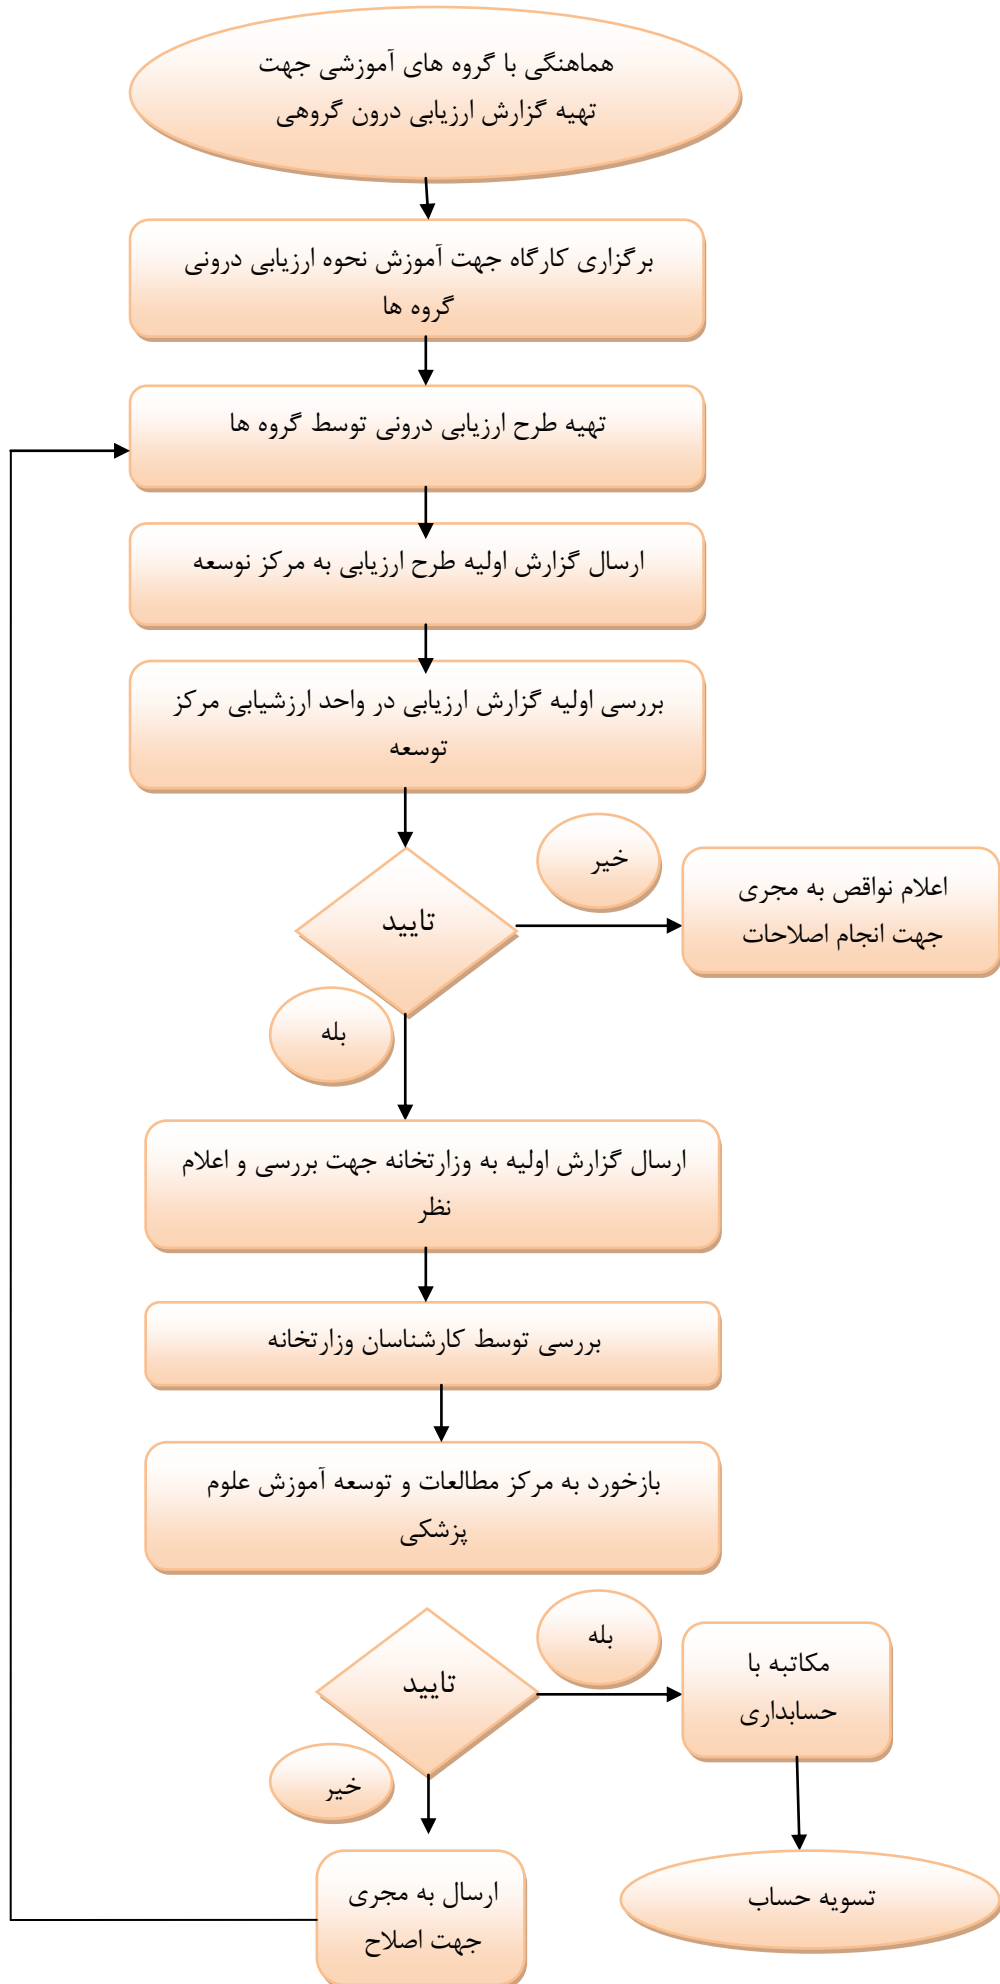 هماهنگی با گروه های آموزشی جهت
تهیه گزارش ارزیابی درون گروهی
برگزاری کارگاه جهت آموزش نحوه ارزیابی درونی
گروه ها
تهیه طرح ارزیابی درونی توسط گروه ها
ارسال گزارش اولیه طرح ارزیابی به مرکز نوسعه
بررسی اولیه گزارش ارزیابی در واحد ارزشیابی مرکز
توسعه
خیر
اعلام نواقص به مجری
جهت انجام اصلاحات
تایید
بله
ارسال گزارش اولیه به وزارتخانه جهت بررسی و اعلام
نظر
بررسی توسط کارشناسان وزارتخانه
بازخورد به مرکز مطالعات و توسعه آموزش علوم
پزشکی
بله
مکاتبه با
حسابداری
تایید
خیر
ارسال به مجری
جهت اصلاح
تسویه حساب